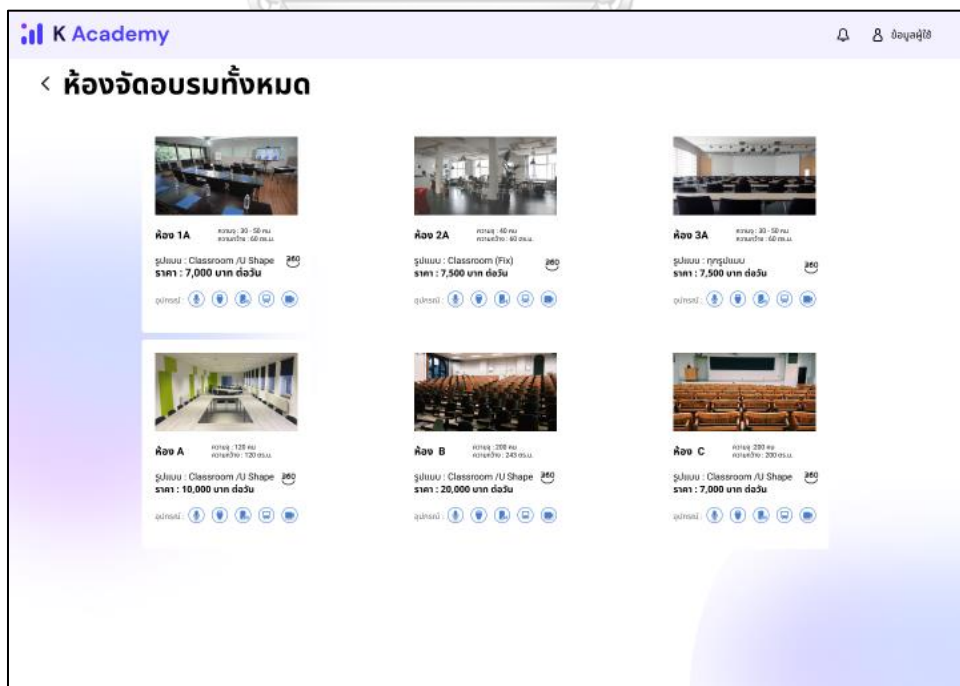 K Academy
ข้อมูลผู้ใช้
< ห้องจัดอบรมทั้งหมด
ห้อง 1A
ความจุ : 30 - 50 คน
ความกว้าง : 60 ตร.ม.
รูปแบบ : Classroom /U Shape
360
ราคา : 7,000 บาท ต่อวัน
อุปกรณ์ :
ห้อง 2A
ความจุ : 40 คน
ความกว้าง : 60 ตร.ม.
รูปแบบ : Classroom (Fix)
360
ราคา : 7,500 บาท ต่อวัน
อุปกรณ์ :
ห้อง 3A
ความจุ : 30 - 50 คน
ความกว้าง : 60 ตร.ม.
รูปแบบ : ทุกรูปแบบ
360
ราคา : 7,500 บาท ต่อวัน
อุปกรณ์ :
ห้อง A
ความจุ : 120 คน
ความกว้าง : 120 ตร.ม.
รูปแบบ : Classroom /U Shape
360
ราคา : 10,000 บาท ต่อวัน
อุปกรณ์ :
ห้อง B
ความจุ : 200 คน
ความกว้าง : 243 ตร.ม.
รูปแบบ : Classroom /U Shape
360
ราคา : 20,000 บาท ต่อวัน
อุปกรณ์ :
ห้อง C
ความจุ : 200 คน
ความกว้าง : 200 ตร.ม.
รูปแบบ : Classroom /U Shape
360
ราคา : 7,000 บาท ต่อวัน
อุปกรณ์ :